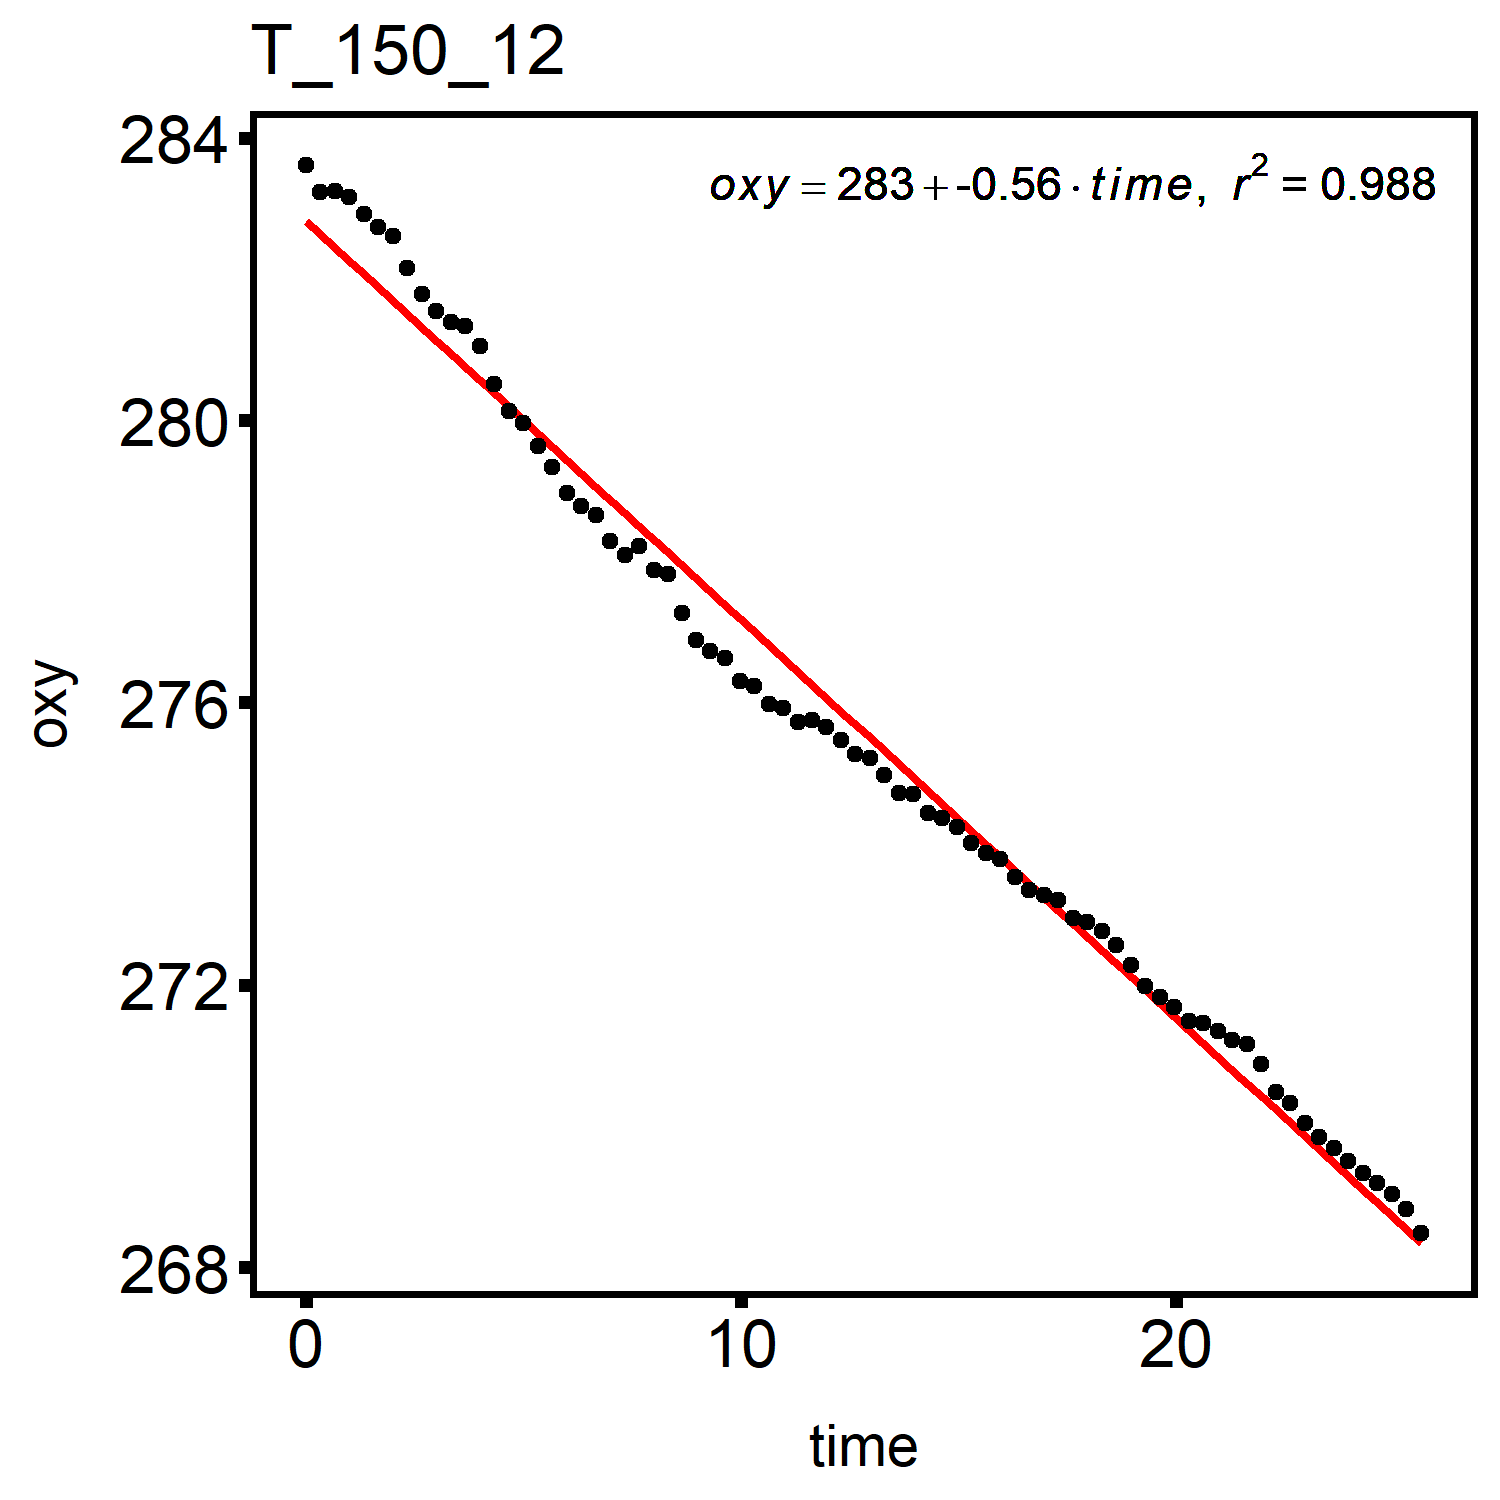 T_150_12
oxy = 283 + -0.56 · time, r² = 0.988
284
280
276
272
268
oxy
0 10 20
time